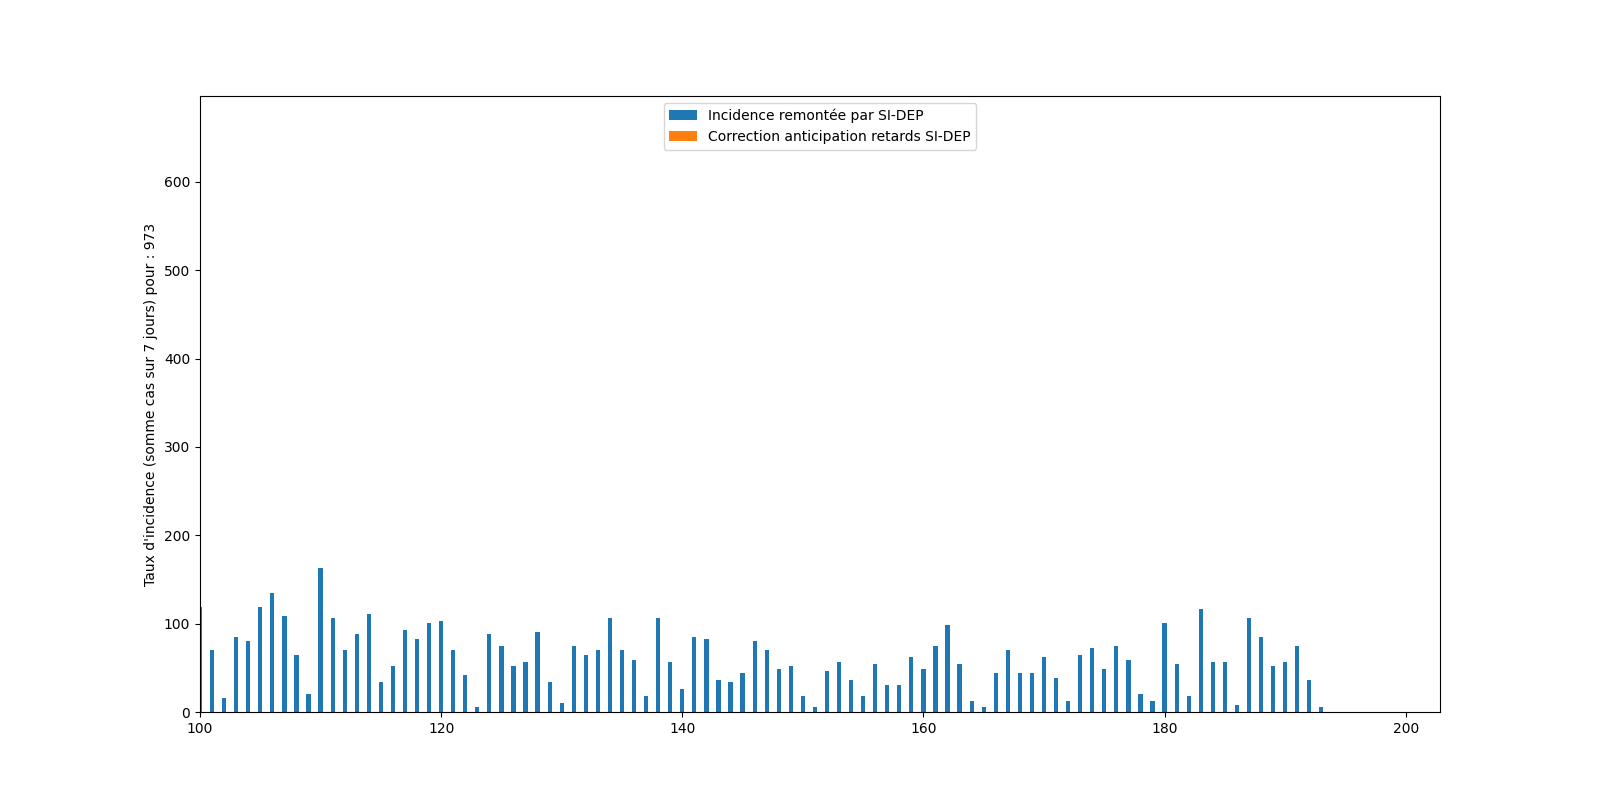 Incidence remontée par SI-DEP
Correction anticipation retards SI-DEP
Taux d'incidence (somme cas sur 7 jours) pour : 973
600
500
400
300
200
100
0
100 120 140 160 180 200